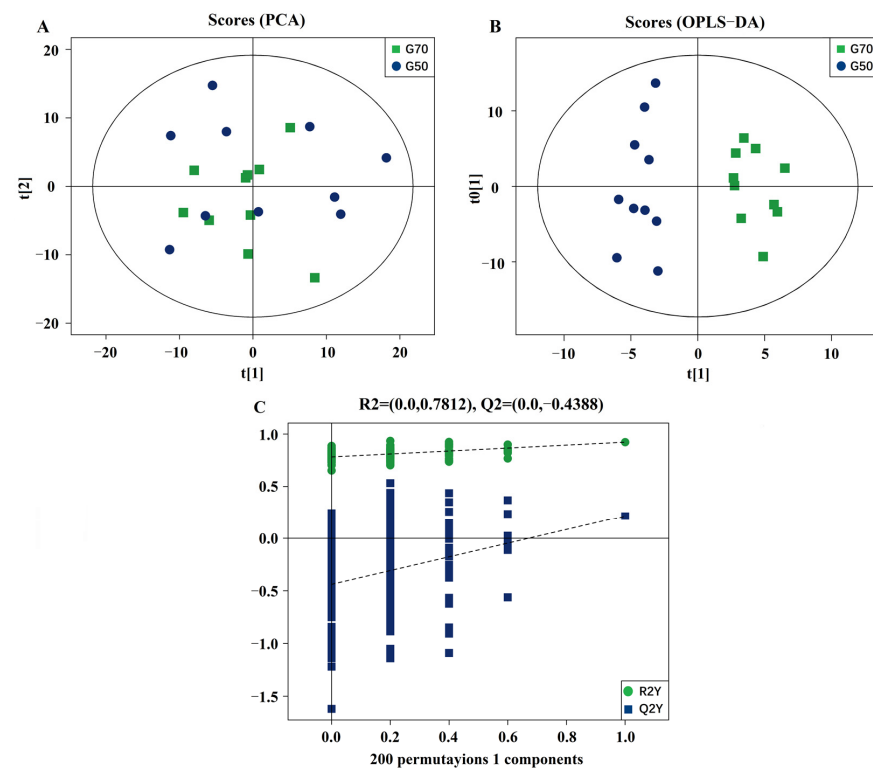 A
Scores (PCA)
G70
G50
20
10
0
−10
−20
t[2]
−20
−10
0
10
20
t[1]
B
Scores (OPLS−DA)
G70
G50
10
0
−10
t0[1]
−10
−5
0
5
10
t[1]
C
R2=(0.0,0.7812), Q2=(0.0,−0.4388)
1.0
0.5
0.0
−0.5
−1.0
−1.5
R2Y
Q2Y
0.0
0.2
0.4
0.6
0.8
1.0
200 permutayions 1 components